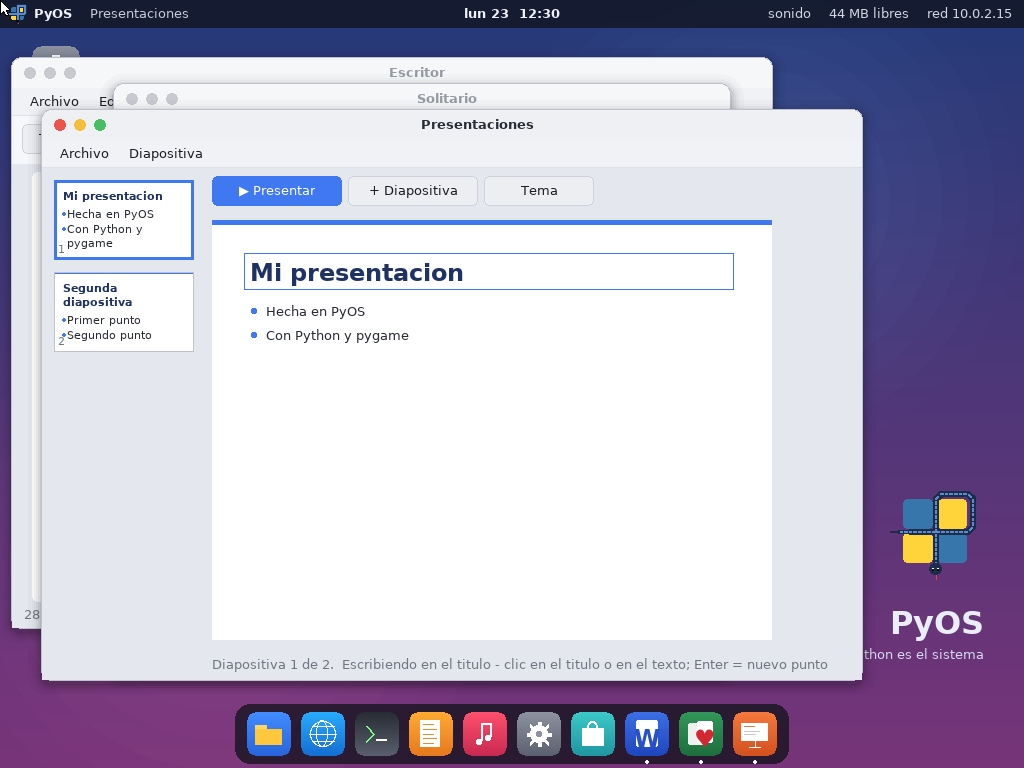 PyOS Presentaciones lun 23 12:30 sonido 44 MB libres red 10.0.2.15
Escritor
Archivo
Solitario
Presentaciones
Archivo Diapositiva
▶ Presentar + Diapositiva Tema
Mi presentacion
Hecha en PyOS
Con Python y
pygame
1
Segunda
diapositiva
Primer punto
Segundo punto
2
Mi presentacion
Hecha en PyOS
Con Python y pygame
28
Diapositiva 1 de 2. Escribiendo en el titulo - clic en el titulo o en el texto; Enter = nuevo punto
PyOS
es el sistema
W